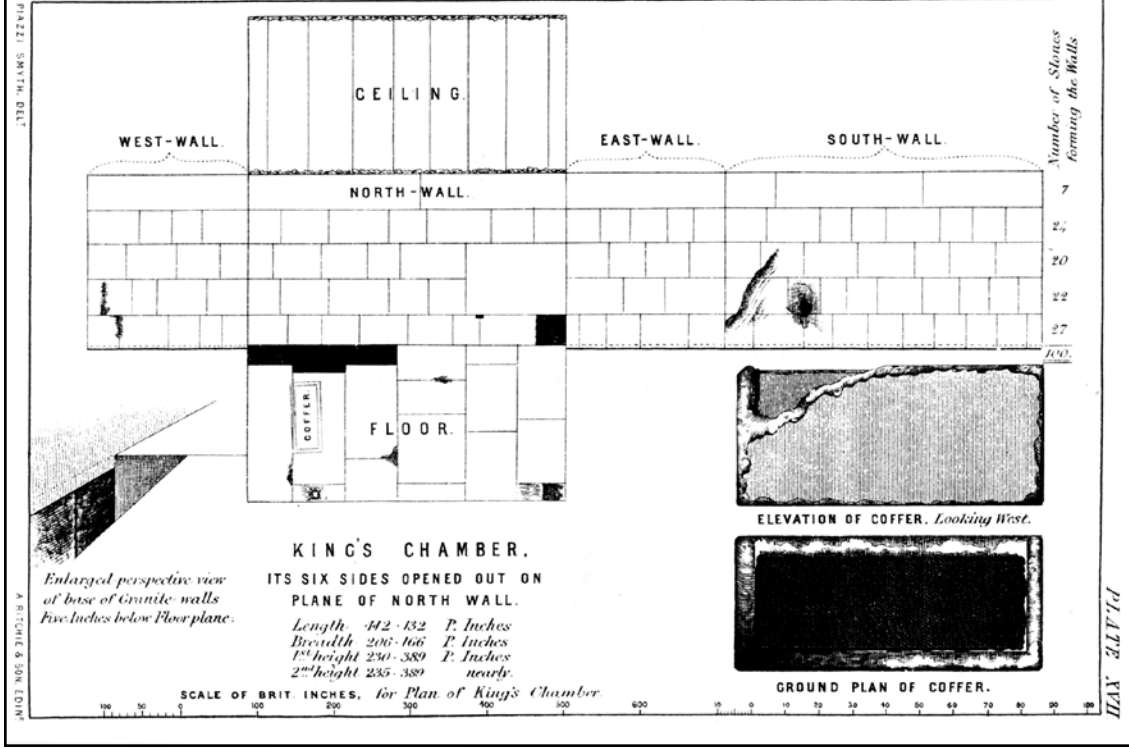 PIAZZI SMYTH, DELT
CEILING.
WEST-WALL.
EAST-WALL.
SOUTH-WALL.
Number of Stones
forming the Walls
NORTH-WALL.
7
24
20
22
27
100.
COFFER.
FLOOR.
ELEVATION OF COFFER, Looking West.
KING'S CHAMBER,
ITS SIX SIDES OPENED OUT ON
PLANE OF NORTH WALL.
Length 412·132 P. Inches
Breadth 206·166 P. Inches
1st height 230·389 P. Inches
2nd height 235·389 nearly.
Enlarged perspective view
of base of Granite walls
Five Inches below Floor plane.
GROUND PLAN OF COFFER.
SCALE OF BRIT. INCHES, for Plan of King's Chamber
100 50 0 100 200 300 400 500 600 10 0 10 20 30 40 50 60 70 80 90 100
A RITCHIE & SON, EDINR
PLATE XVII